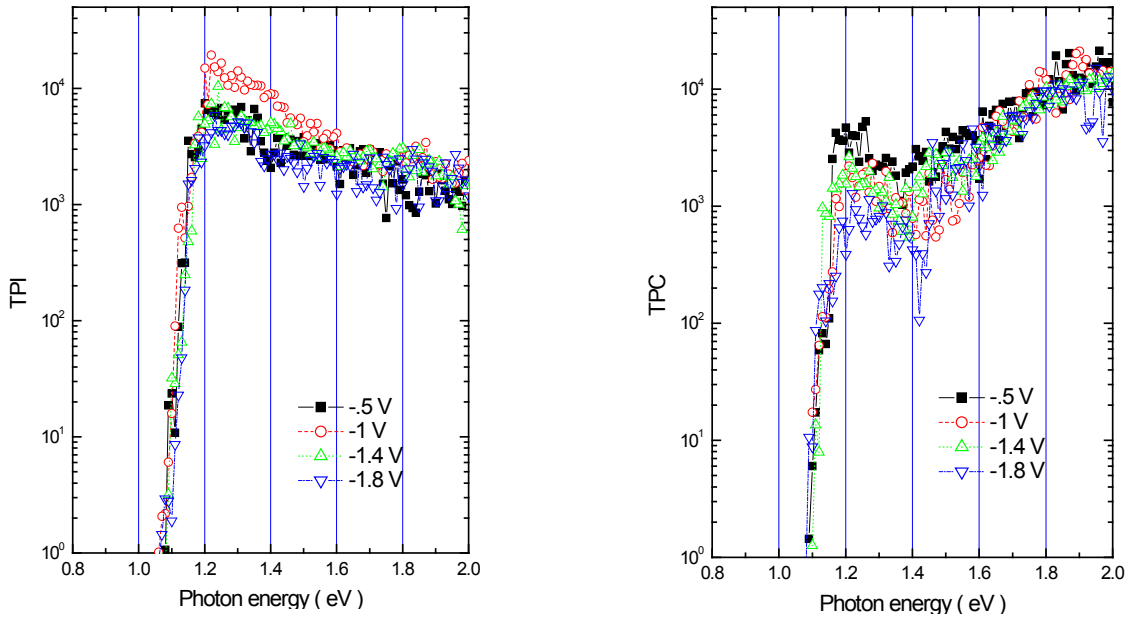 TPI
10^4
10^3
10^2
10^1
10^0
-.5 V
-1 V
-1.4 V
-1.8 V
0.8 1.0 1.2 1.4 1.6 1.8 2.0
Photon energy ( eV )
TPC
10^4
10^3
10^2
10^1
10^0
-.5 V
-1 V
-1.4 V
-1.8 V
0.8 1.0 1.2 1.4 1.6 1.8 2.0
Photon energy ( eV )